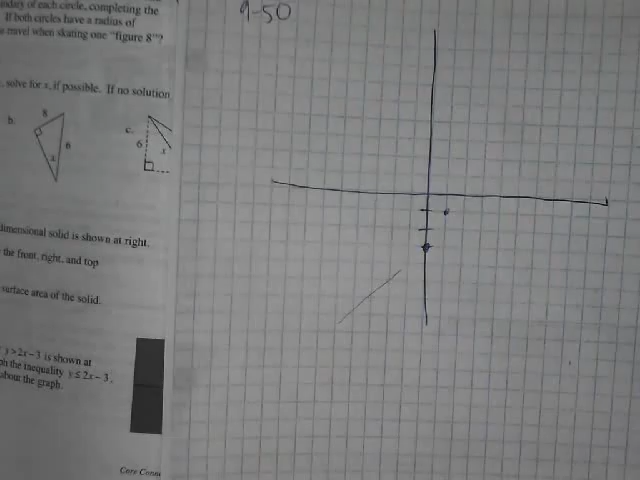 9-50
of each circle, completing the
If both circles have a radius of
travel when skating one "figure 8"?
solve for x, if possible. If no solution
b.
8
6
x
c.
6
x
dimensional solid is shown at right.
the front, right, and top
surface area of the solid.
y > 2x - 3 is shown at
the inequality y ≤ 2x - 3.
about the graph.
Core